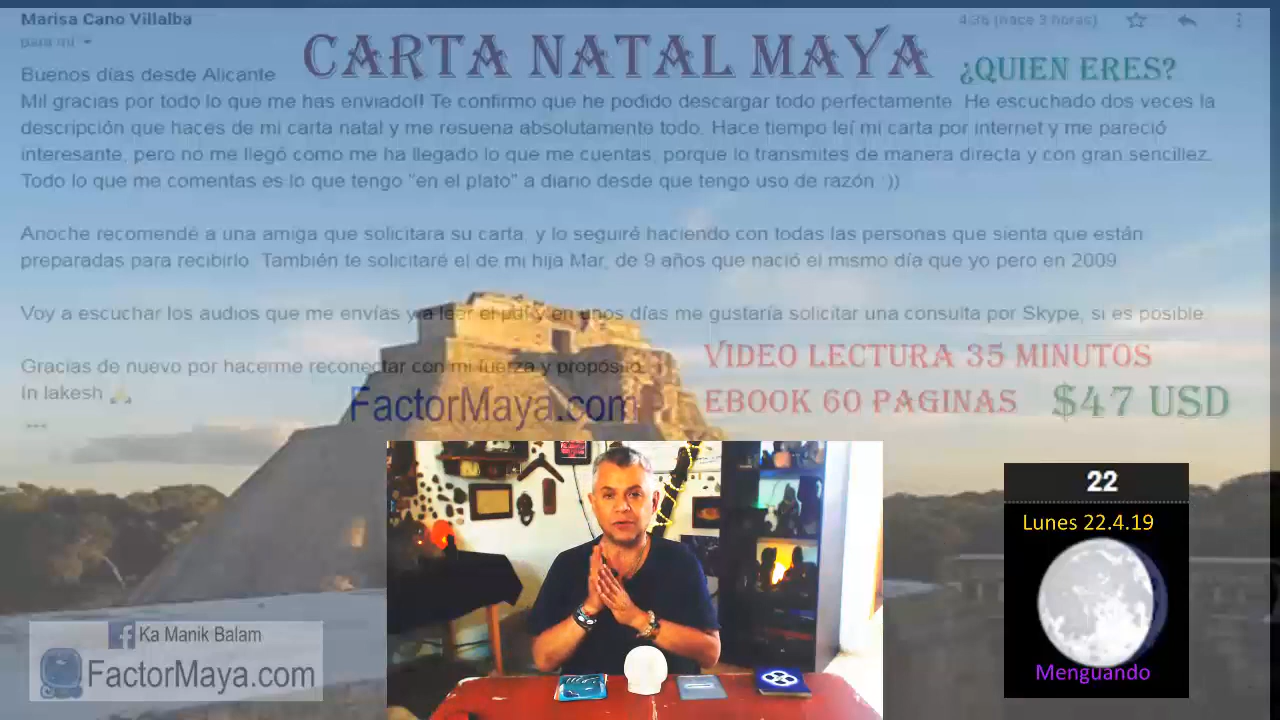 Marisa Cano Villalba
4:36 (hace 3 horas)
para mí
CARTA NATAL MAYA
¿QUIEN ERES?
Buenos días desde Alicante
Mil gracias por todo lo que me has enviado!! Te confirmo que he podido descargar todo perfectamente. He escuchado dos veces la
descripción que haces de mi carta natal y me resuena absolutamente todo. Hace tiempo leí mi carta por internet y me pareció
interesante, pero no me llegó como me ha llegado lo que me cuentas, porque lo transmites de manera directa y con gran sencillez.
Todo lo que me comentas es lo que tengo "en el plato" a diario desde que tengo uso de razón :))
Anoche recomendé a una amiga que solicitara su carta, y lo seguiré haciendo con todas las personas que sienta que están
preparadas para recibirlo. También te solicitaré el de mi hija Mar, de 9 años que nació el mismo día que yo pero en 2009.
Voy a escuchar los audios que me envías y a leer el pdf y en unos días me gustaría solicitar una consulta por Skype, si es posible.
Gracias de nuevo por hacerme reconectar con mi fuerza y propósito.
In lakesh 🙏
VIDEO LECTURA 35 MINUTOS
EBOOK 60 PAGINAS
$47 USD
FactorMaya.com
22
Lunes 22.4.19
Menguando
Ka Manik Balam
FactorMaya.com